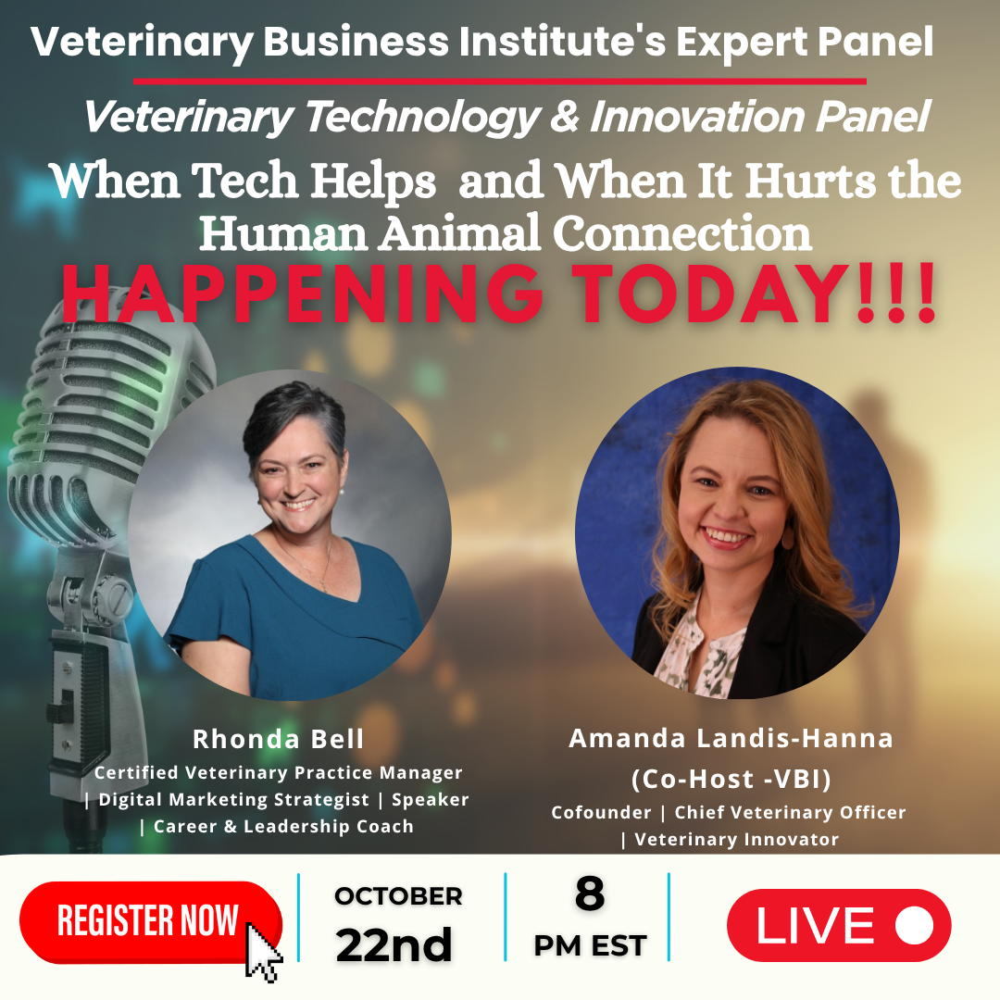 Veterinary Business Institute's Expert Panel
Veterinary Technology & Innovation Panel
When Tech Helps and When It Hurts the
Human Animal Connection
HAPPENING TODAY!!!
Rhonda Bell
Certified Veterinary Practice Manager
| Digital Marketing Strategist | Speaker
| Career & Leadership Coach
Amanda Landis-Hanna
(Co-Host -VBI)
Cofounder | Chief Veterinary Officer
| Veterinary Innovator
REGISTER NOW
OCTOBER
22nd
8
PM EST
LIVE